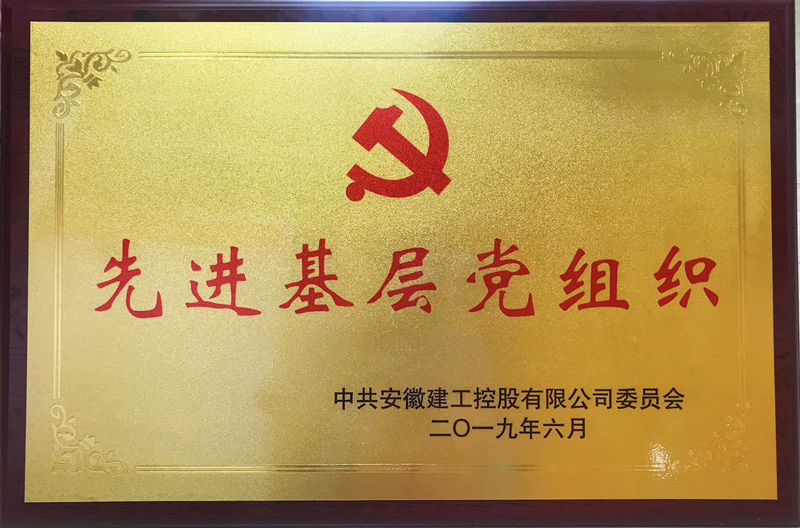 先进基层党组织
中共安徽建工控股有限公司委员会
二〇一九年六月